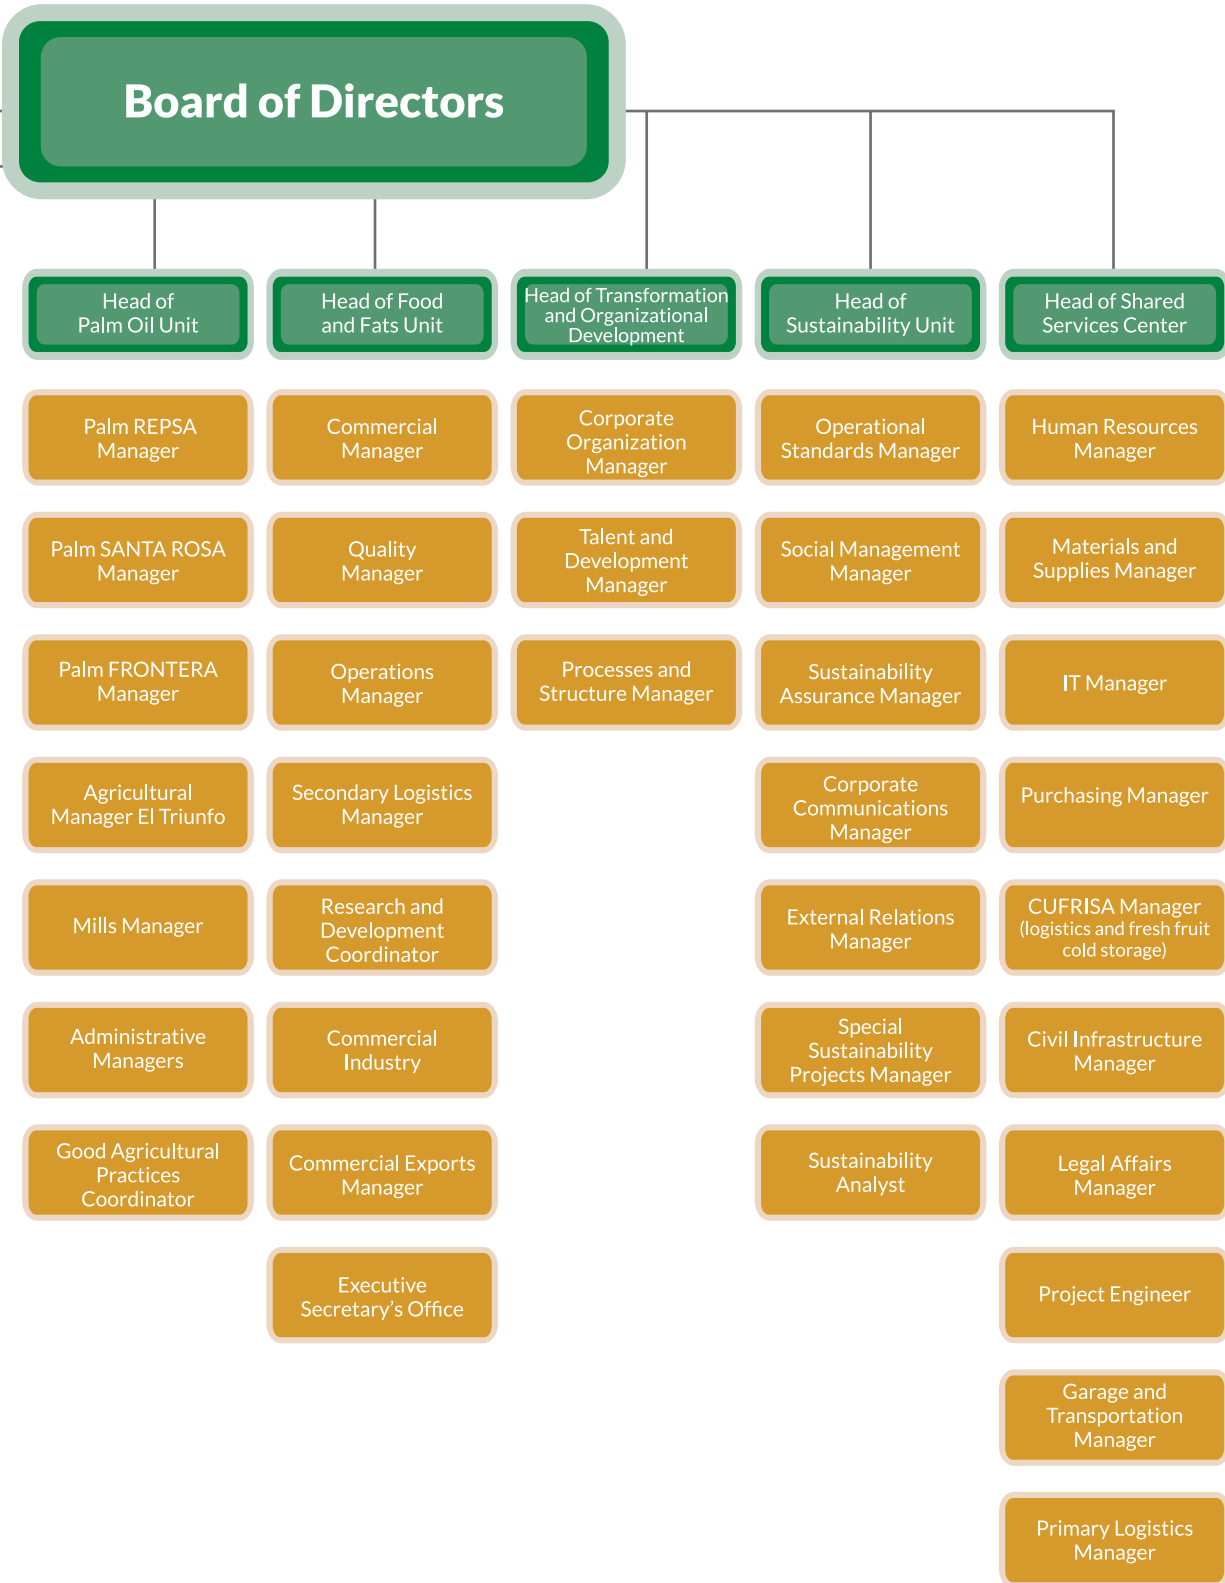 Board of Directors
Head of
Palm Oil Unit
Palm REPSA
Manager
Palm SANTA ROSA
Manager
Palm FRONTERA
Manager
Agricultural
Manager El Triunfo
Mills Manager
Administrative
Managers
Good Agricultural
Practices
Coordinator
Head of Food
and Fats Unit
Commercial
Manager
Quality
Manager
Operations
Manager
Secondary Logistics
Manager
Research and
Development
Coordinator
Commercial
Industry
Commercial Exports
Manager
Executive
Secretary’s Office
Head of Transformation
and Organizational
Development
Corporate
Organization
Manager
Talent and
Development
Manager
Processes and
Structure Manager
Head of
Sustainability Unit
Operational
Standards Manager
Social Management
Manager
Sustainability
Assurance Manager
Corporate
Communications
Manager
External Relations
Manager
Special
Sustainability
Projects Manager
Sustainability
Analyst
Head of Shared
Services Center
Human Resources
Manager
Materials and
Supplies Manager
IT Manager
Purchasing Manager
CUFRISA Manager
(logistics and fresh fruit
cold storage)
Civil Infrastructure
Manager
Legal Affairs
Manager
Project Engineer
Garage and
Transportation
Manager
Primary Logistics
Manager